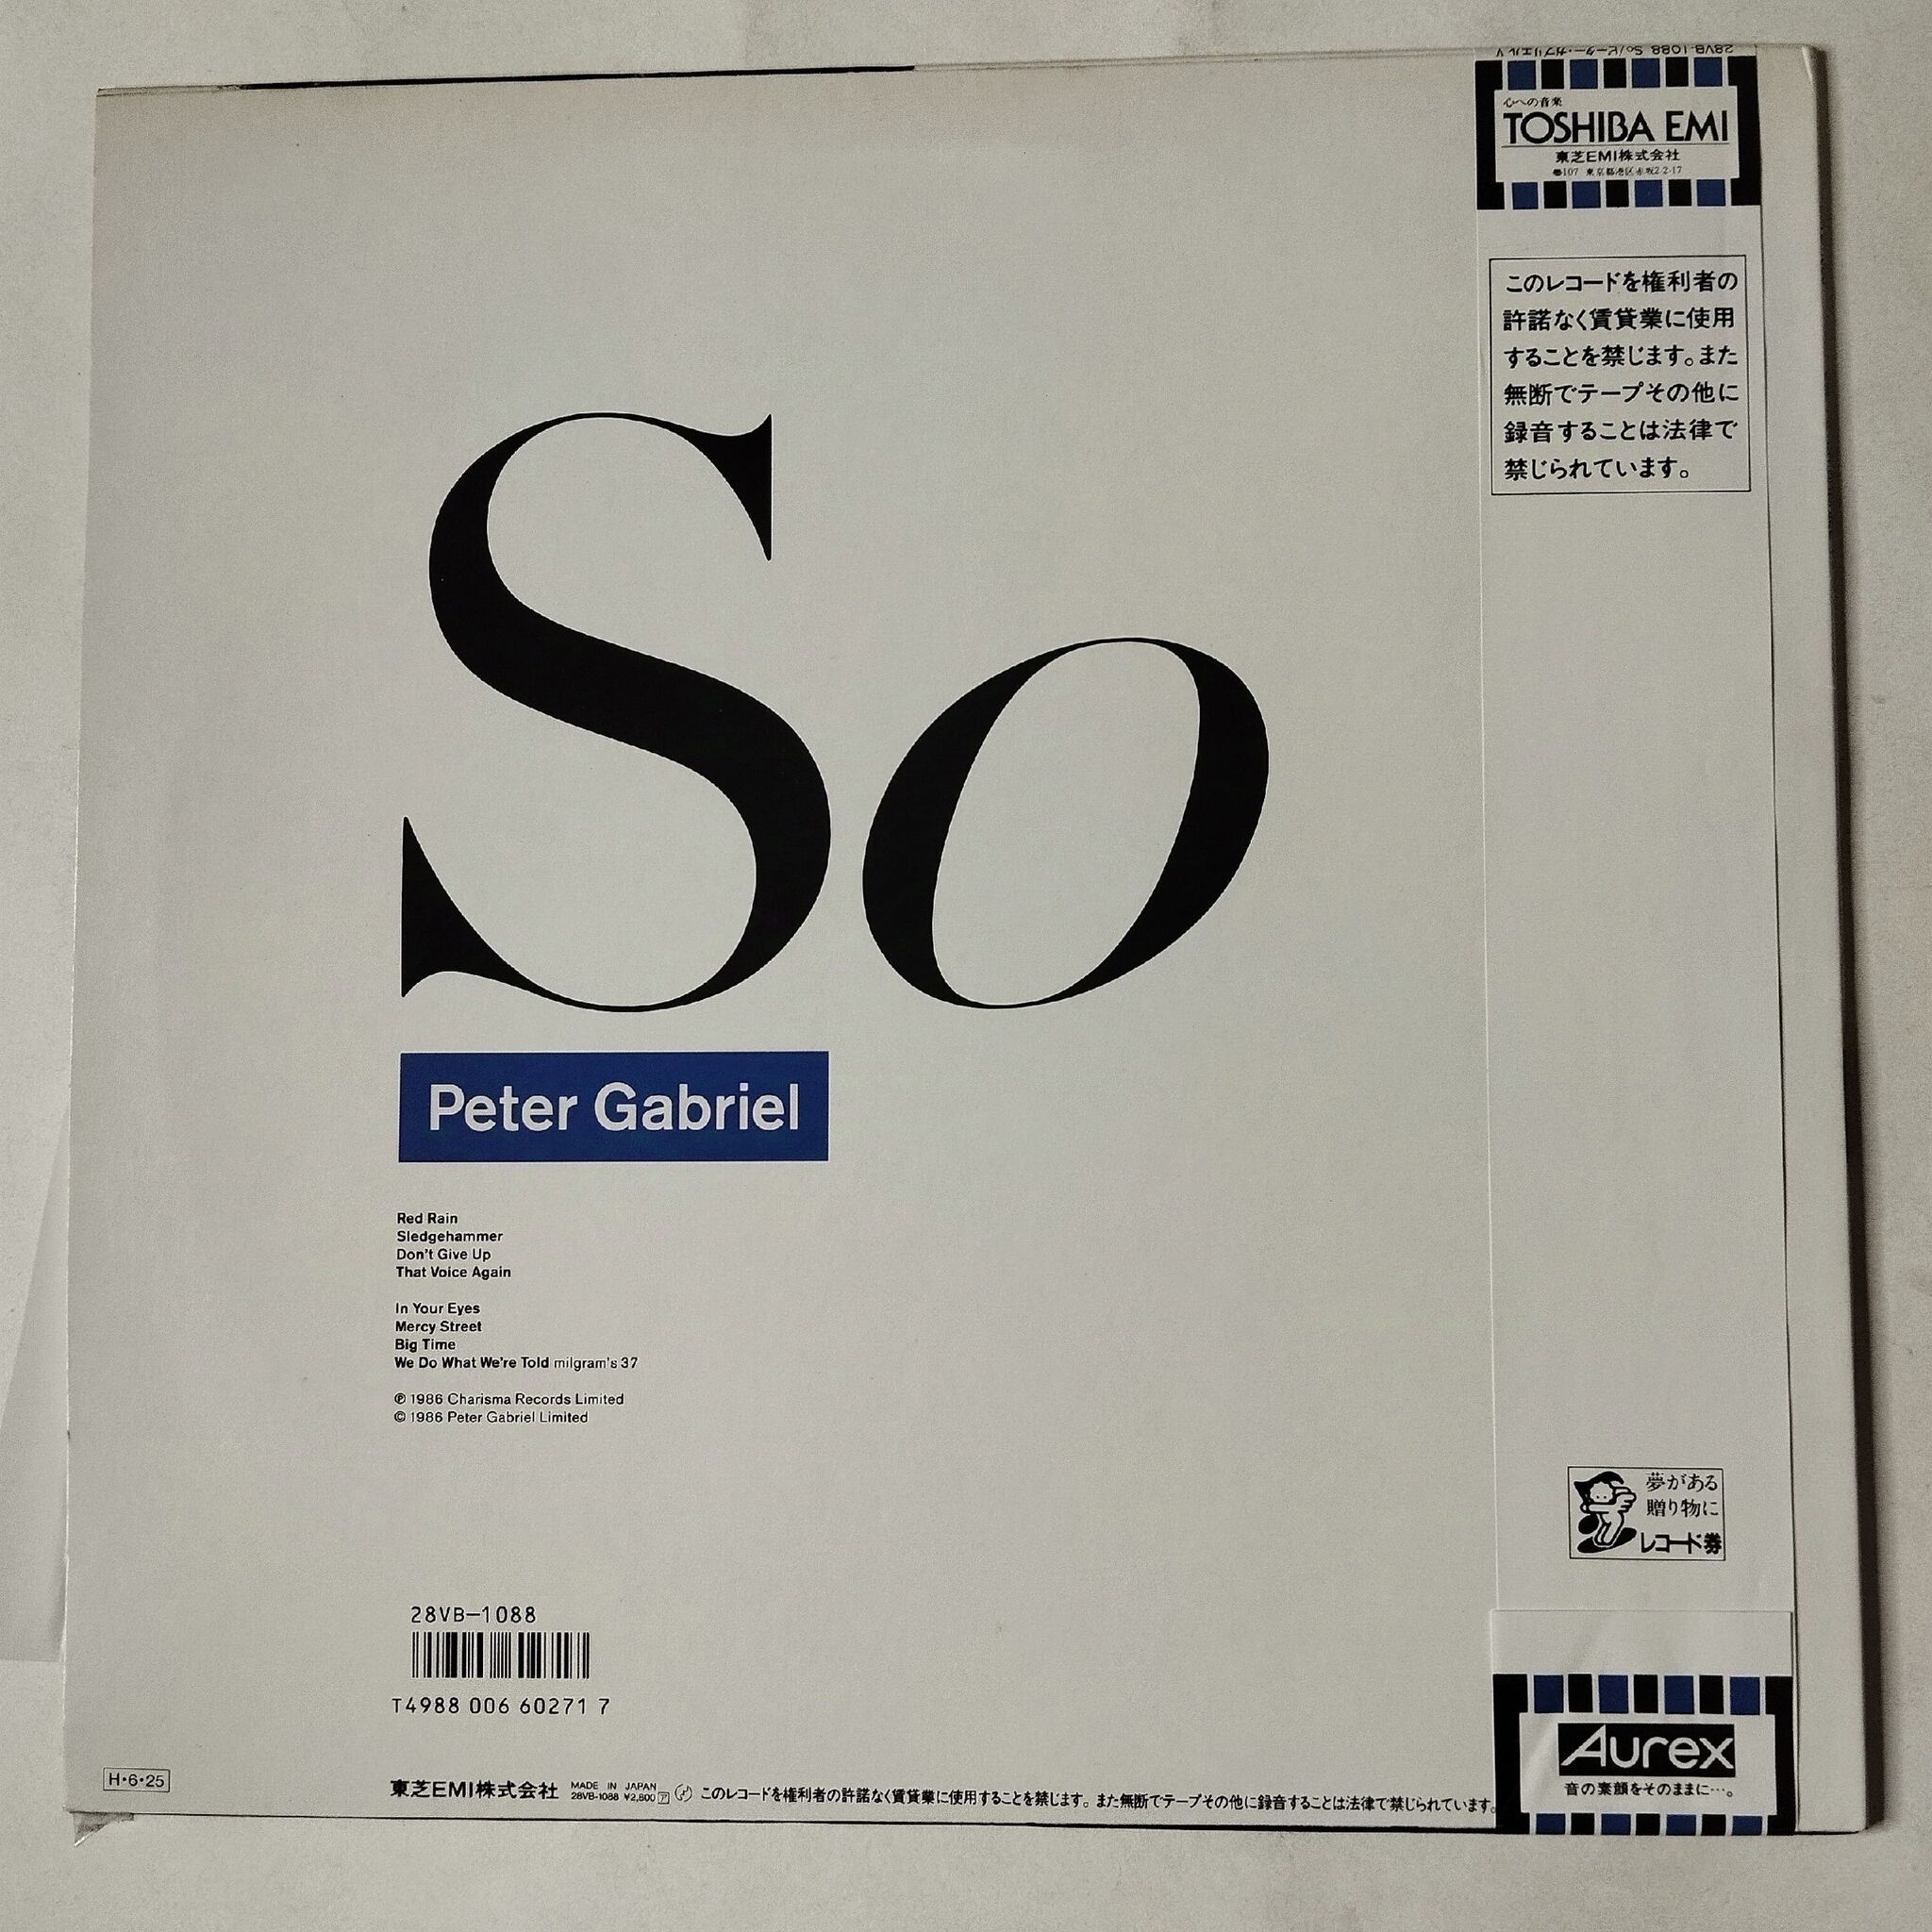 28VB-1088 So/ピーター・ガブリエル V
心への音楽
TOSHIBA EMI
東芝EMI株式会社
〠107 東京都港区赤坂2-2-17
このレコードを権利者の
許諾なく賃貸業に使用
することを禁じます。また
無断でテープその他に
録音することは法律で
禁じられています。
So
Peter Gabriel
Red Rain
Sledgehammer
Don't Give Up
That Voice Again
In Your Eyes
Mercy Street
Big Time
We Do What We're Told milgram's 37
℗ 1986 Charisma Records Limited
© 1986 Peter Gabriel Limited
夢がある
贈り物に
レコード券
28VB-1088
T4988 006 60271 7
Aurex
音の素顔をそのままに…。
H・6・25
東芝EMI株式会社 MADE IN JAPAN
28VB-1088 ¥2,800 ア このレコードを権利者の許諾なく賃貸業に使用することを禁じます。また無断でテープその他に録音することは法律で禁じられています。